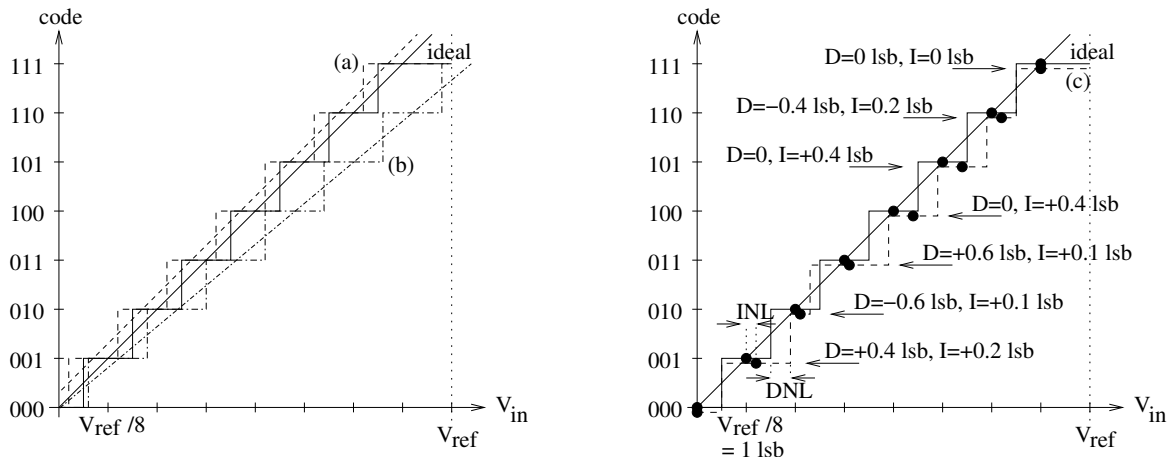 code
(a)
ideal
111
110
101
100
011
010
001
000
(b)
V_ref /8
V_ref
V_in
code
ideal
(c)
111
110
101
100
011
010
001
000
D=0 lsb, I=0 lsb
D=−0.4 lsb, I=0.2 lsb
D=0, I=+0.4 lsb
D=0, I=+0.4 lsb
D=+0.6 lsb, I=+0.1 lsb
D=−0.6 lsb, I=+0.1 lsb
INL
D=+0.4 lsb, I=+0.2 lsb
DNL
V_ref /8
= 1 lsb
V_ref
V_in